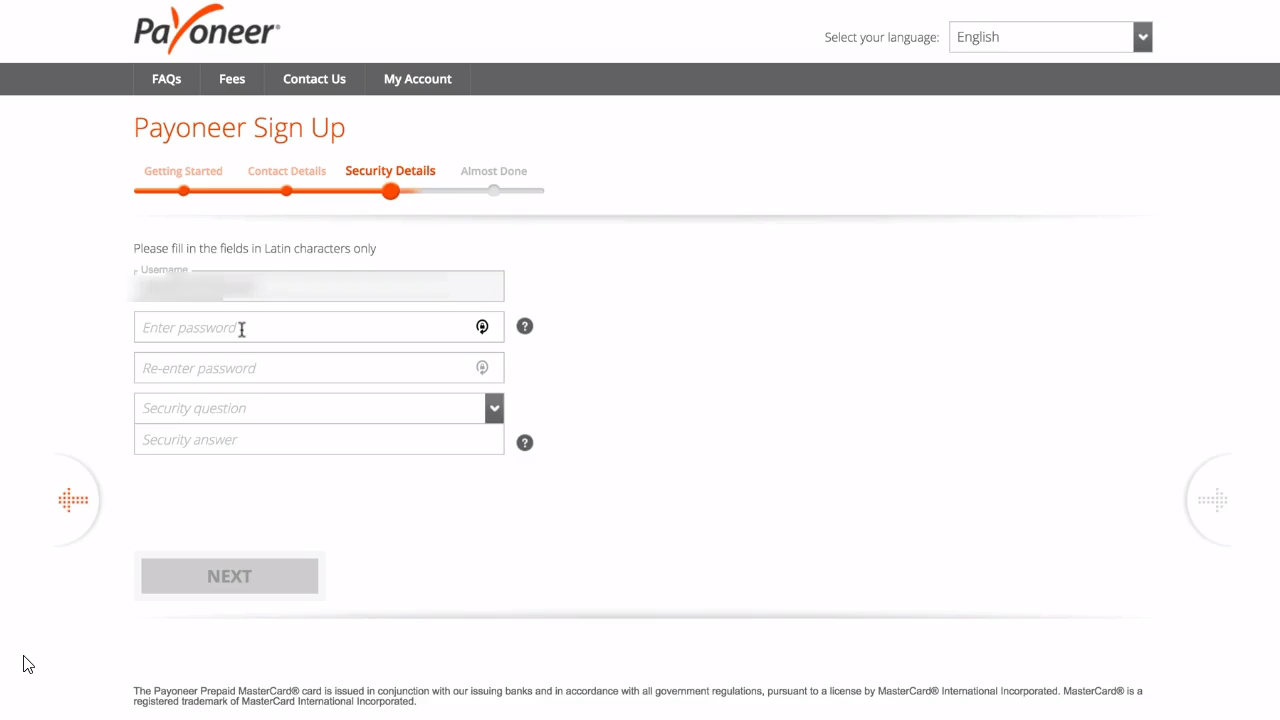 Payoneer
Select your language: English
FAQs Fees Contact Us My Account
Payoneer Sign Up
Getting Started Contact Details Security Details Almost Done
Please fill in the fields in Latin characters only
Username
Enter password
?
Re-enter password
Security question
Security answer
?
NEXT
The Payoneer Prepaid MasterCard® card is issued in conjunction with our issuing banks and in accordance with all government regulations, pursuant to a license by MasterCard® International Incorporated. MasterCard® is a
registered trademark of MasterCard International Incorporated.